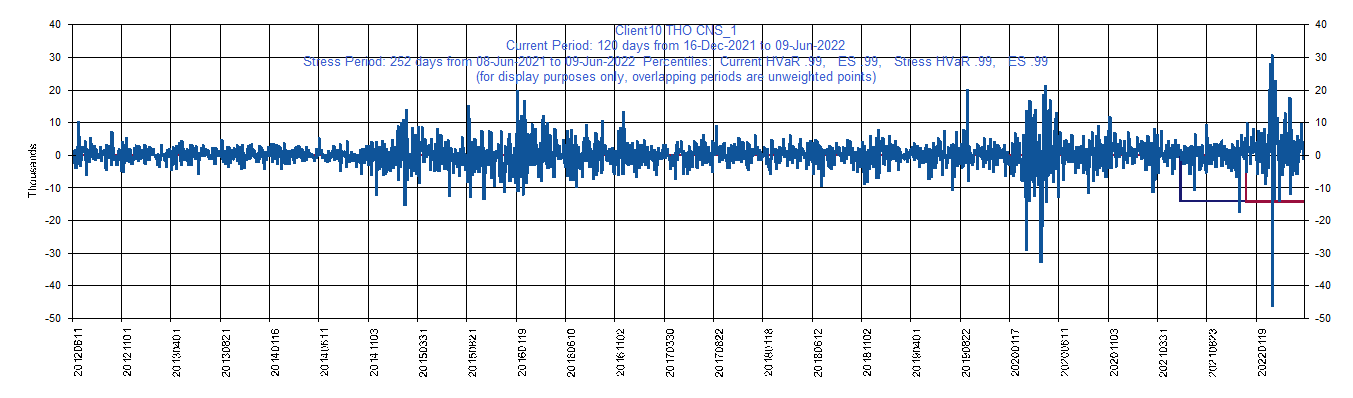 Client10 THO CNS_1
Current Period: 120 days from 16-Dec-2021 to 09-Jun-2022
Stress Period: 252 days from 08-Jun-2021 to 09-Jun-2022 Percentiles: Current HVaR .99, ES .99, Stress HVaR .99, ES .99
(for display purposes only, overlapping periods are unweighted points)
Thousands
40 40
30 30
20 20
10 10
0 0
-10 -10
-20 -20
-30 -30
-40 -40
-50 -50
20120611 20121101 20130401 20130821 20140116 20140611 20141103 20150331 20150821 20160119 20160610 20161102 20170330 20170822 20180118 20180612 20181102 20190401 20190822 20200117 20200611 20201103 20210331 20210823 20220119